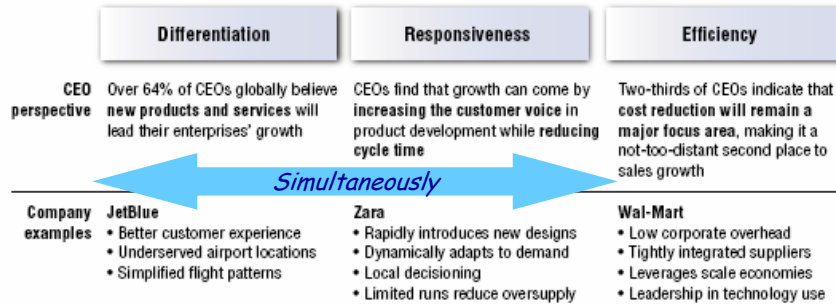 Differentiation
Responsiveness
Efficiency
CEO
perspective
Over 64% of CEOs globally believe
new products and services will
lead their enterprises' growth
CEOs find that growth can come by
increasing the customer voice in
product development while reducing
cycle time
Two-thirds of CEOs indicate that
cost reduction will remain a
major focus area, making it a
not-too-distant second place to
sales growth
Simultaneously
Company
examples
JetBlue
• Better customer experience
• Underserved airport locations
• Simplified flight patterns
Zara
• Rapidly introduces new designs
• Dynamically adapts to demand
• Local decisioning
• Limited runs reduce oversupply
Wal-Mart
• Low corporate overhead
• Tightly integrated suppliers
• Leverages scale economies
• Leadership in technology use